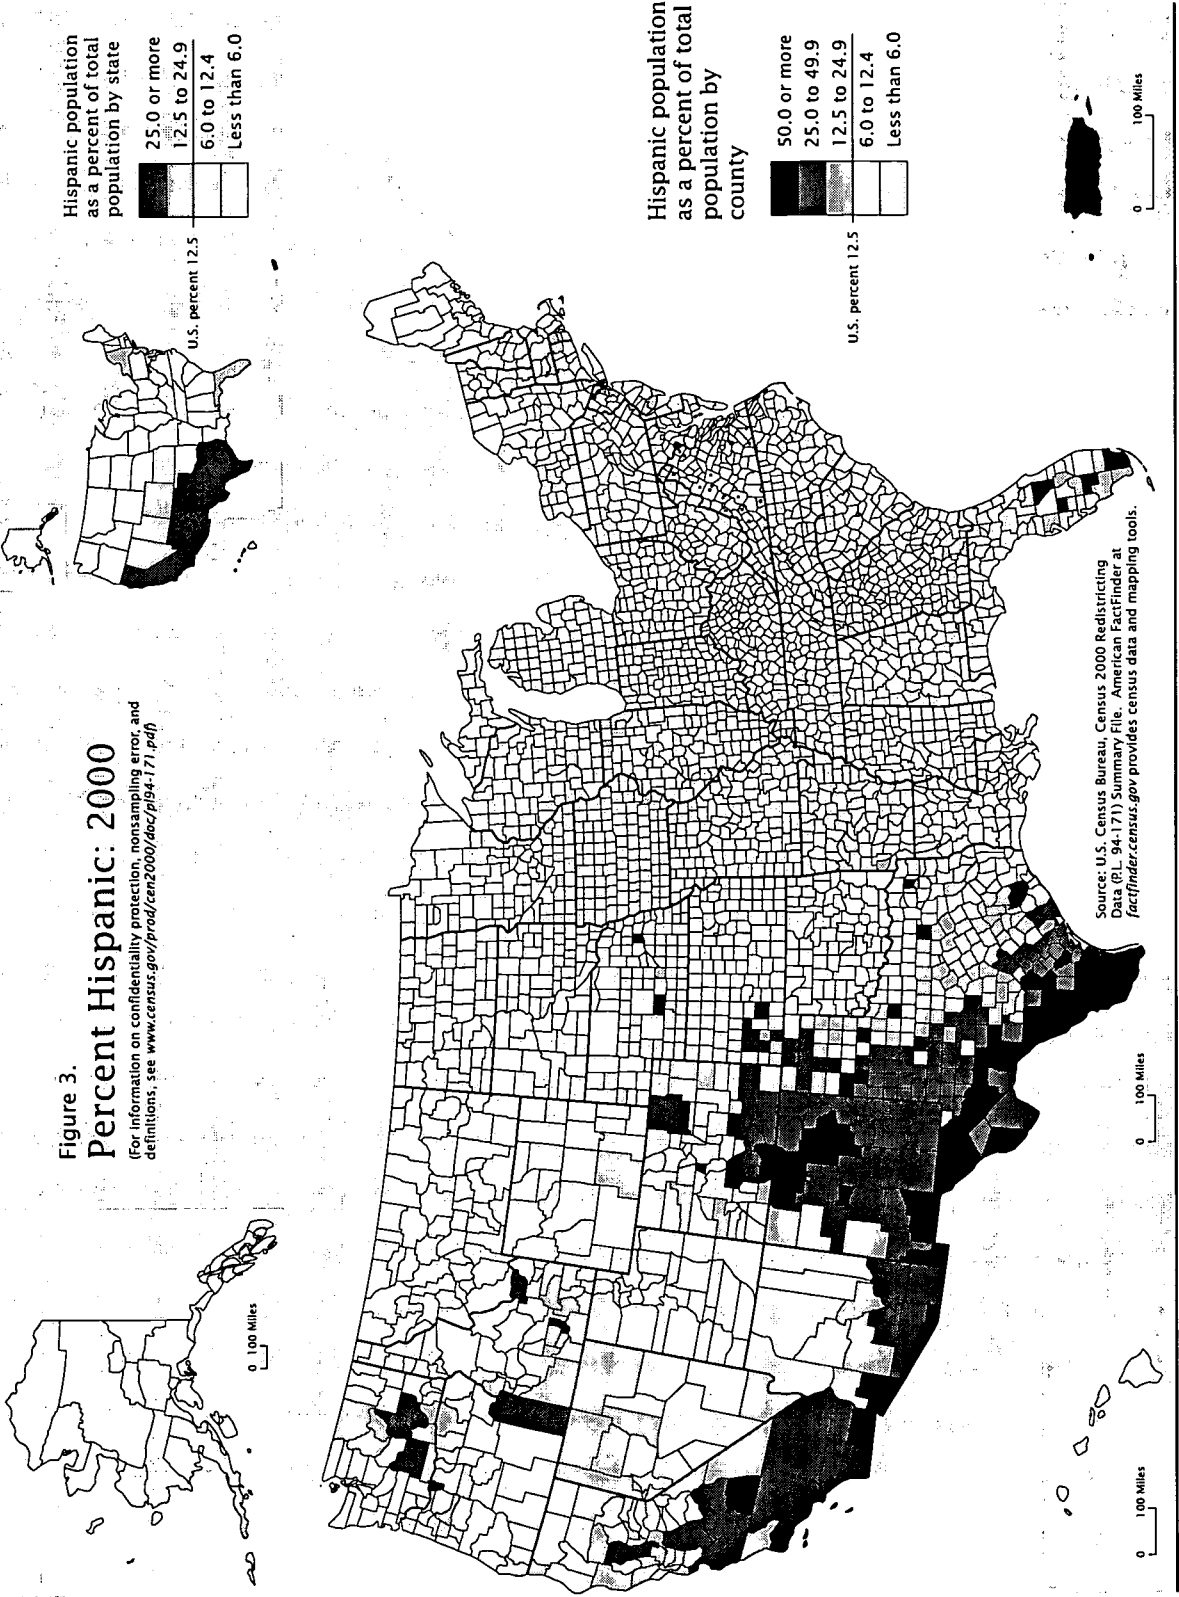 Figure 3.
Percent Hispanic: 2000
(For information on confidentiality protection, nonsampling error, and
definitions, see www.census.gov/prod/cen2000/doc/pl94-171.pdf)
Hispanic population
as a percent of total
population by state
25.0 or more
12.5 to 24.9
6.0 to 12.4
Less than 6.0
U.S. percent 12.5
Hispanic population
as a percent of total
population by
county
50.0 or more
25.0 to 49.9
12.5 to 24.9
6.0 to 12.4
Less than 6.0
U.S. percent 12.5
0 100 Miles
0 100 Miles
0 100 Miles
0 100 Miles
Source: U.S. Census Bureau, Census 2000 Redistricting
Data (P.L. 94-171) Summary File. American FactFinder at
factfinder.census.gov provides census data and mapping tools.